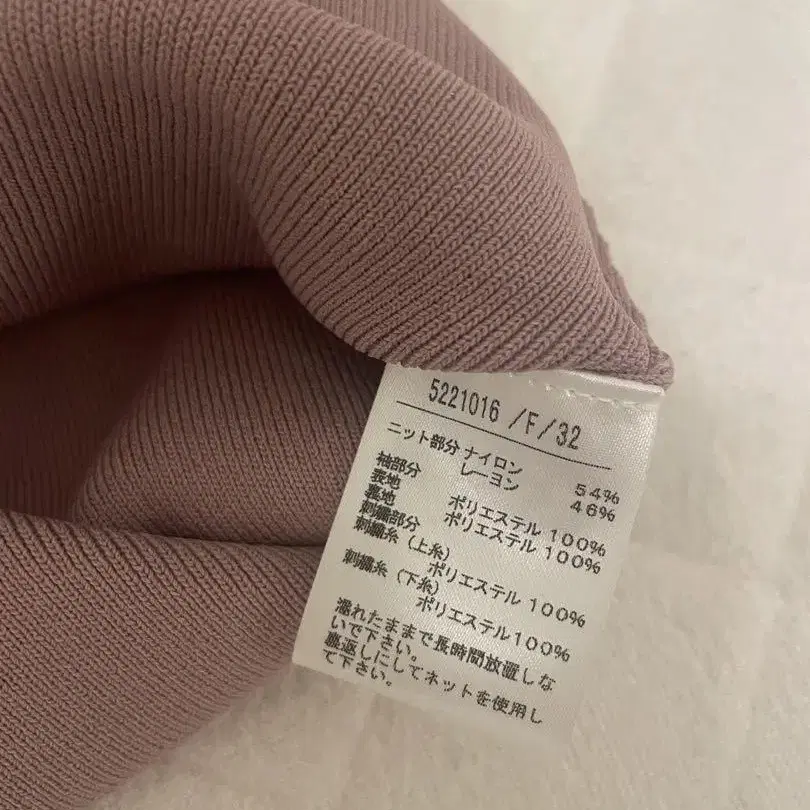 5221016 /F/32
ニット部分 ナイロン 54%
レーヨン 46%
袖部分
表地 ポリエステル 100%
裏地 ポリエステル 100%
刺繍部分
刺繍糸（上糸）
ポリエステル 100%
刺繍糸（下糸）
ポリエステル 100%
濡れたままで長時間放置しな
いで下さい。
裏返しにしてネットを使用し
て下さい。